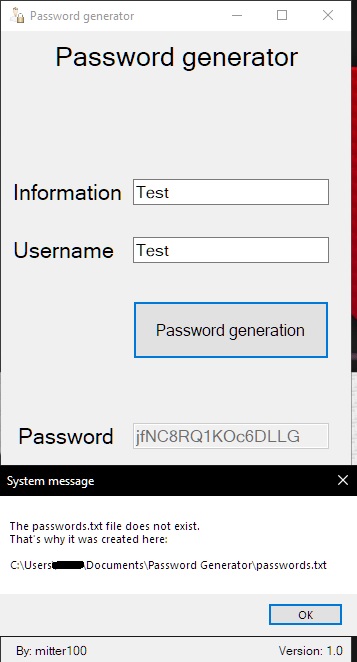 Password generator
Password generator
Information Test
Username Test
Password generation
Password jfNC8RQ1KOc6DLLG
System message
The passwords.txt file does not exist.
That's why it was created here:
C:\Users\Documents\Password Generator\passwords.txt
OK
By: mitter100 Version: 1.0